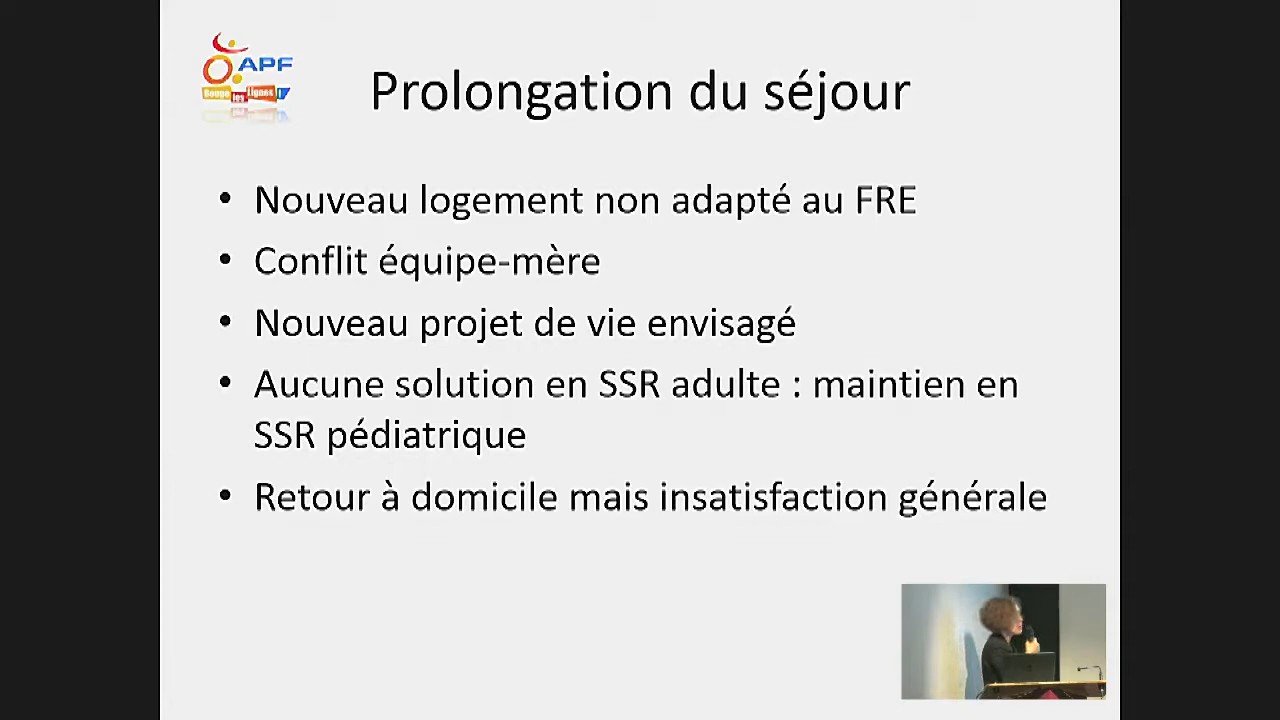 APF
Bouge les lignes
Prolongation du séjour
• Nouveau logement non adapté au FRE
• Conflit équipe-mère
• Nouveau projet de vie envisagé
• Aucune solution en SSR adulte : maintien en
SSR pédiatrique
• Retour à domicile mais insatisfaction générale